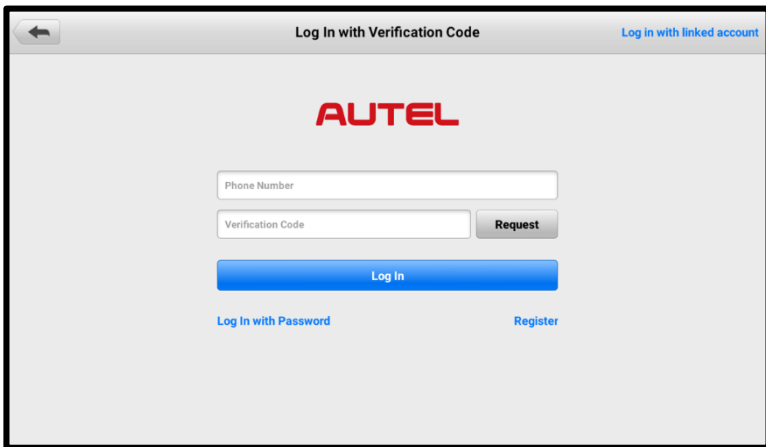 Log In with Verification Code
Log in with linked account
AUTEL
Phone Number
Verification Code
Request
Log In
Log In with Password
Register